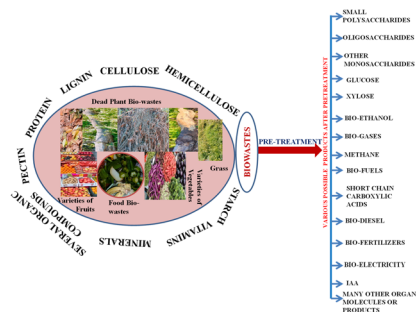 CELLULOSE
HEMICELLULOSE
LIGNIN
PROTEIN
PECTIN
SEVERAL ORGANIC
COMPOUNDS
MINERALS
VITAMINS
STARCH
Dead Plant Bio-wastes
Grass
Varieties of
Vegetables
Varieties of
Fruits
Food Bio-
wastes
BIOWASTES
PRE-TREATMENT
VARIOUS POSSIBLE PRODUCTS AFTER PRETREATMENT
SMALL
POLYSACCHARIDES
OLIGOSACCHARIDES
OTHER
MONOSACCHARIDES
GLUCOSE
XYLOSE
BIO-ETHANOL
BIO-GASES
METHANE
BIO-FUELS
SHORT CHAIN
CARBOXYLIC
ACIDS
BIO-DIESEL
BIO-FERTILIZERS
BIO-ELECTRICITY
IAA
MANY OTHER ORGAN
MOLECULES OR
PRODUCTS